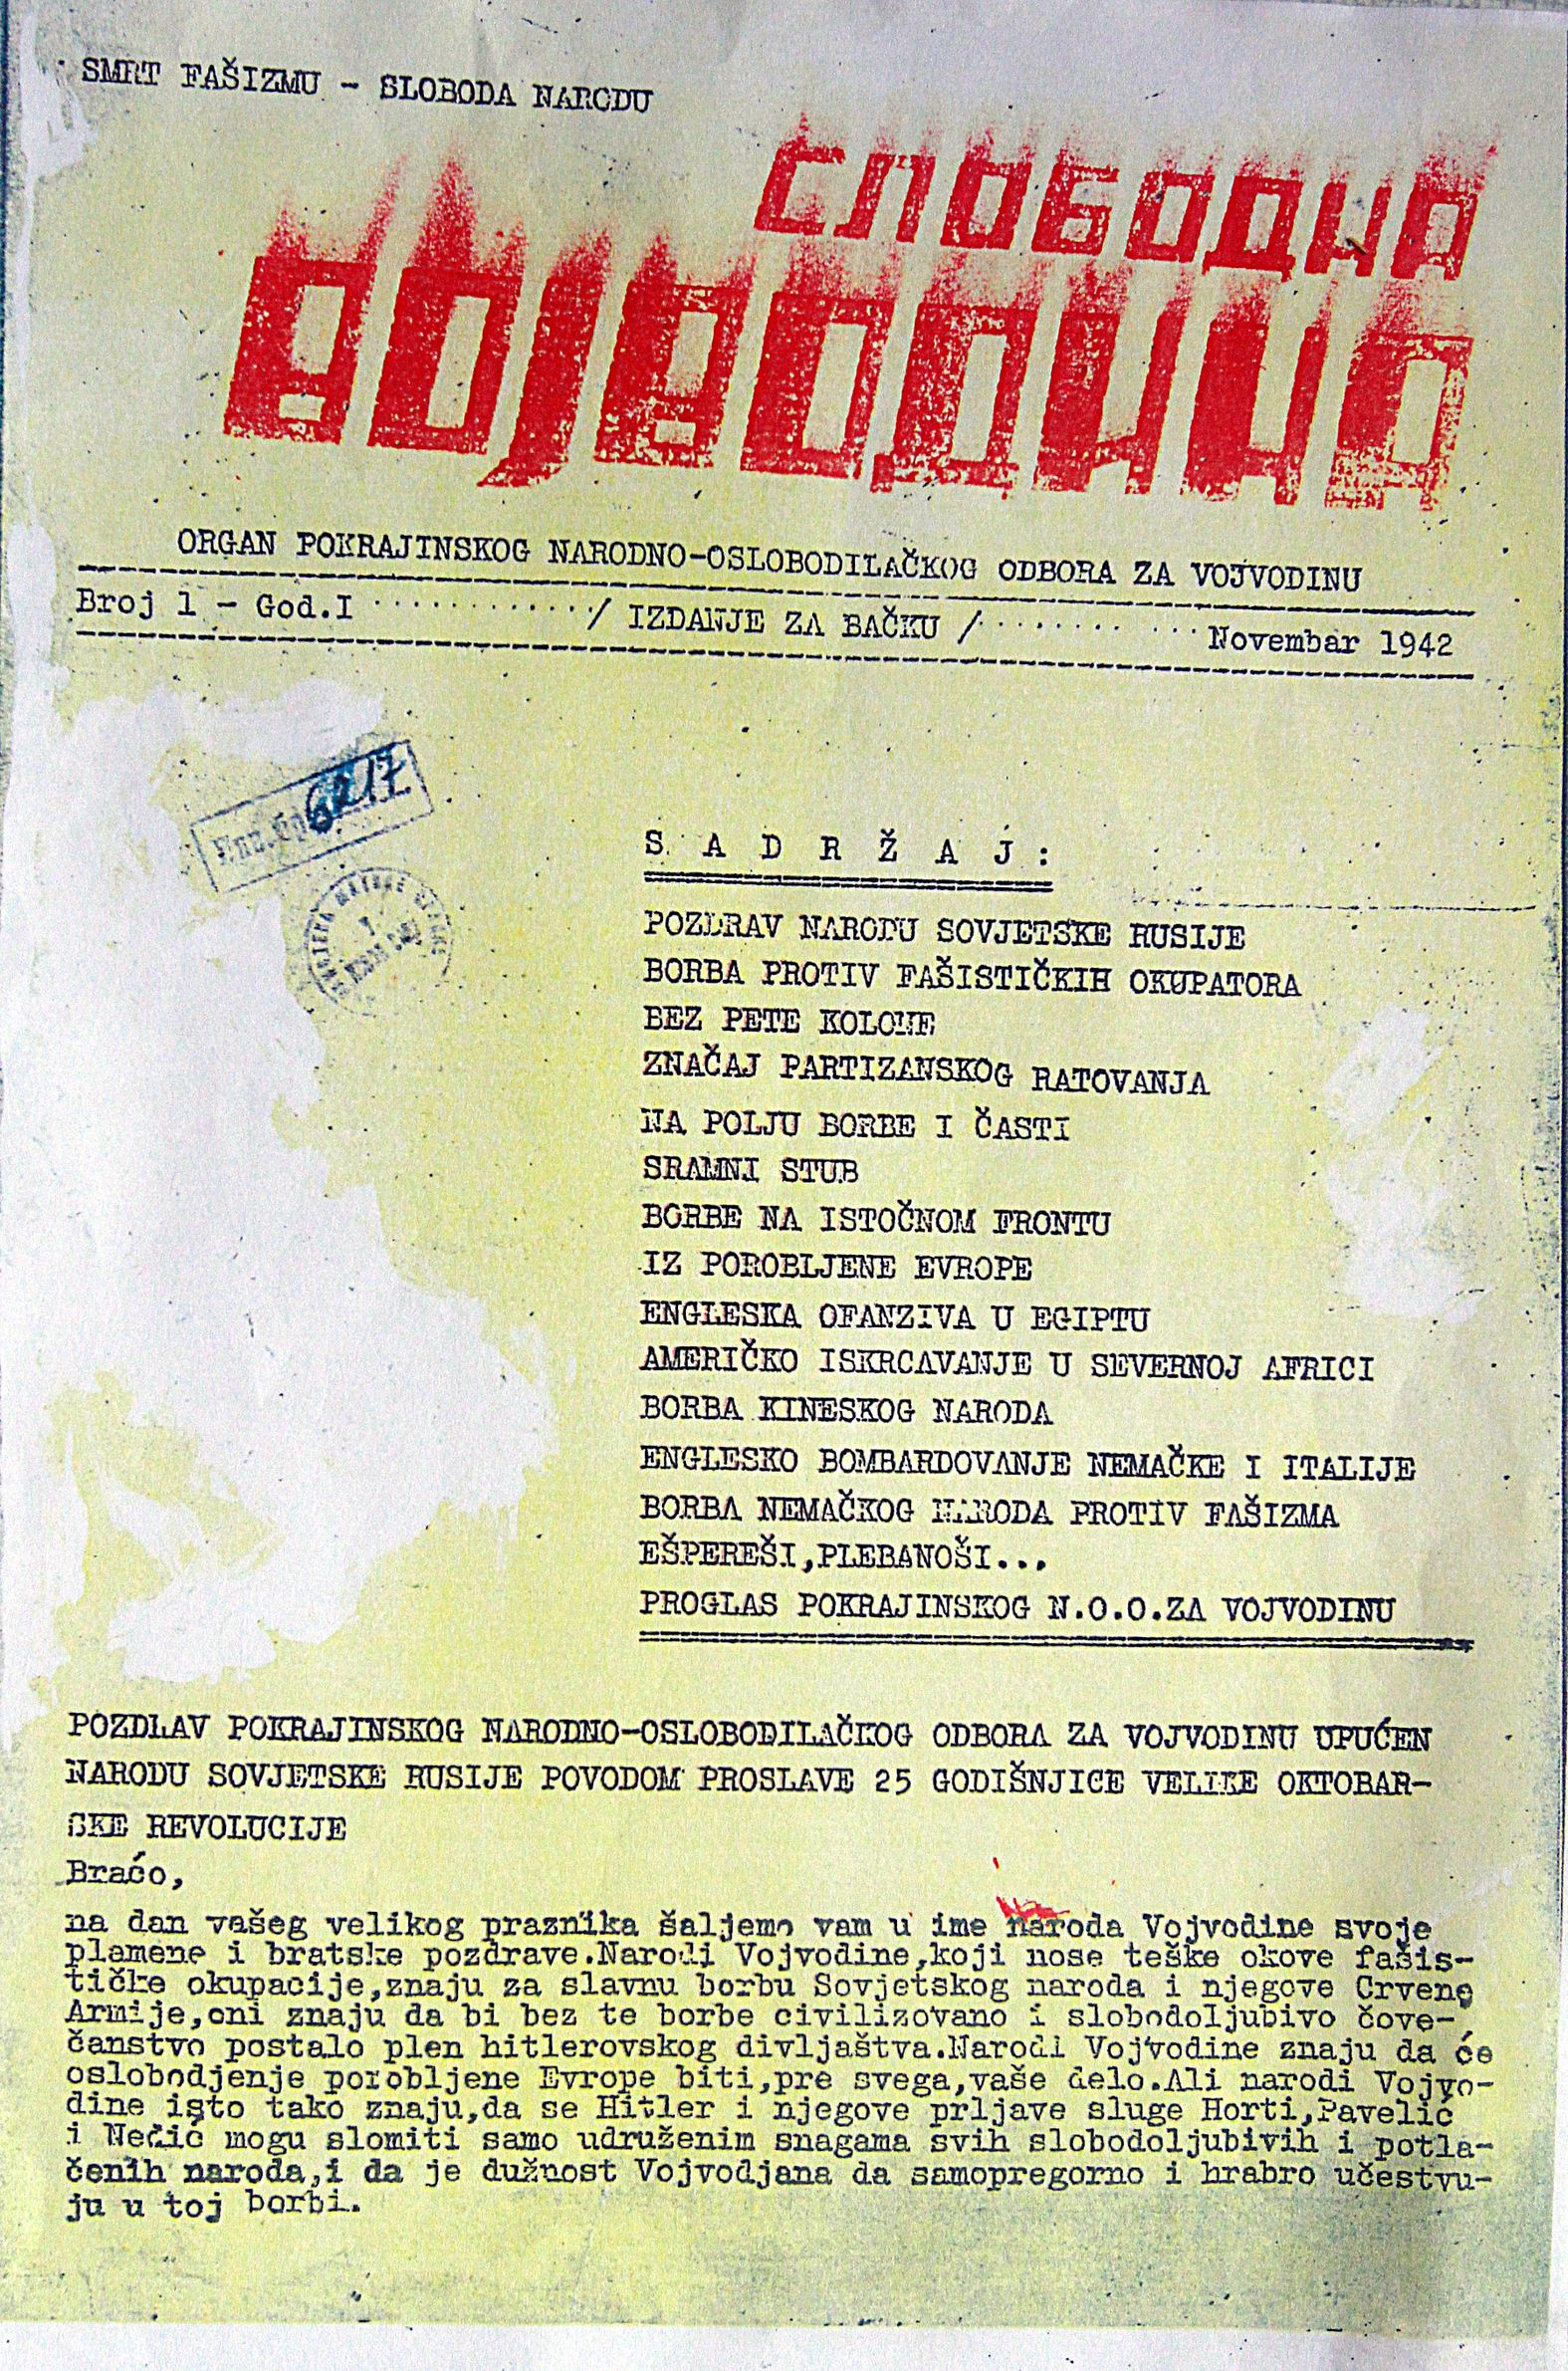 SMRT FAŠIZMU - SLOBODA NARODU
СЛОБОДНА
ВОЈВОДИНА
ORGAN POKRAJINSKOG NARODNO-OSLOBODILAČKOG ODBORA ZA VOJVODINU
Broj 1 - God.I ............/ IZDANJE ZA BAČKU /........ ...Novembar 1942
6217
S A D R Ž A J :
POZDRAV NARODU SOVJETSKE RUSIJE
BORBA PROTIV FAŠISTIČKIH OKUPATORA
BEZ PETE KOLONE
ZNAČAJ PARTIZANSKOG RATOVANJA
NA POLJU BORBE I ČASTI
SRAMNI STUB
BORBE NA ISTOČNOM FRONTU
IZ POROBLJENE EVROPE
ENGLESKA OFANZIVA U EGIPTU
AMERIČKO ISKRCAVANJE U SEVERNOJ AFRICI
BORBA KINESKOG NARODA
ENGLESKO BOMBARDOVANJE NEMAČKE I ITALIJE
BORBA NEMAČKOG NARODA PROTIV FAŠIZMA
EŠPEREŠI,PLEBANOŠI...
PROGLAS POKRAJINSKOG N.O.O.ZA VOJVODINU
POZDLAV POKRAJINSKOG NARODNO-OSLOBODILAČKOG ODBORA ZA VOJVODINU UPUĆEN
NARODU SOVJETSKE RUSIJE POVODOM PROSLAVE 25 GODIŠNJICE VELIKE OKTOBAR-
SKE REVOLUCIJE
Braćo,
na dan vašeg velikog praznika šaljemo vam u ime naroda Vojvodine svoje
plamene i bratske pozdrave.Narodi Vojvodine,koji nose teške okove fašis-
tičke okupacije,znaju za slavnu borbu Sovjetskog naroda i njegove Crvene
Armije,oni znaju da bi bez te borbe civilizovano i slobodoljubivo čove-
čanstvo postalo plen hitlerovskog divljaštva.Narodi Vojvodine znaju da će
oslobodjenje porobljene Evrope biti,pre svega,vaše delo.Ali narodi Vojvo-
dine isto tako znaju,da se Hitler i njegove prljave sluge Horti,Pavelić
i Nedić mogu slomiti samo udruženim snagama svih slobodoljubivih i potla-
čenih naroda,i da je dužnost Vojvodjana da samopregorno i hrabro učestvu-
ju u toj borbi.